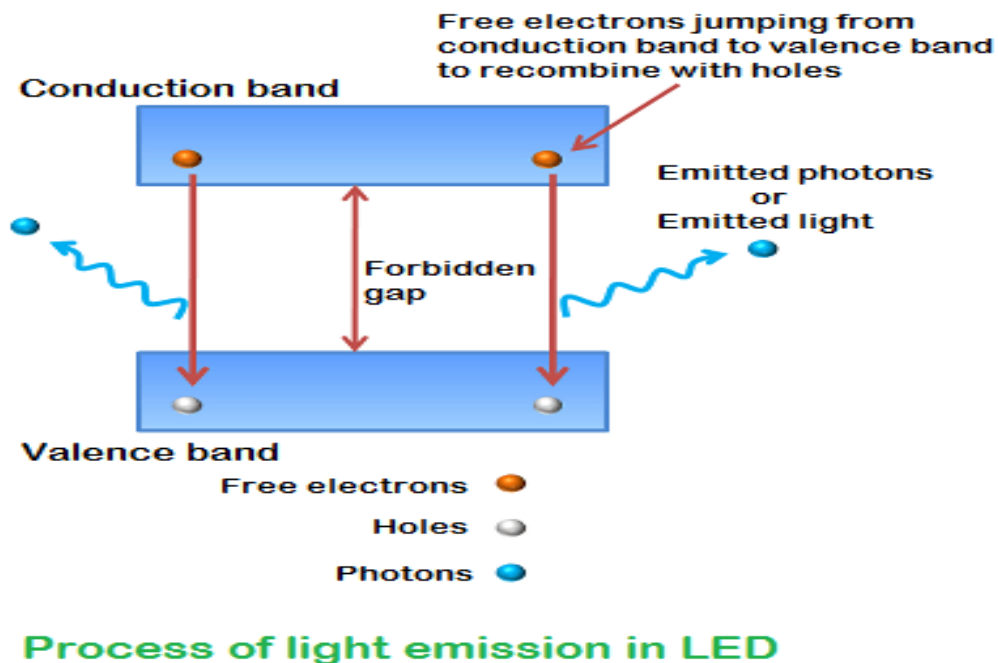 Free electrons jumping from
conduction band to valence band
to recombine with holes
Conduction band
Emitted photons
or
Emitted light
Forbidden
gap
Valence band
Free electrons
Holes
Photons
Process of light emission in LED